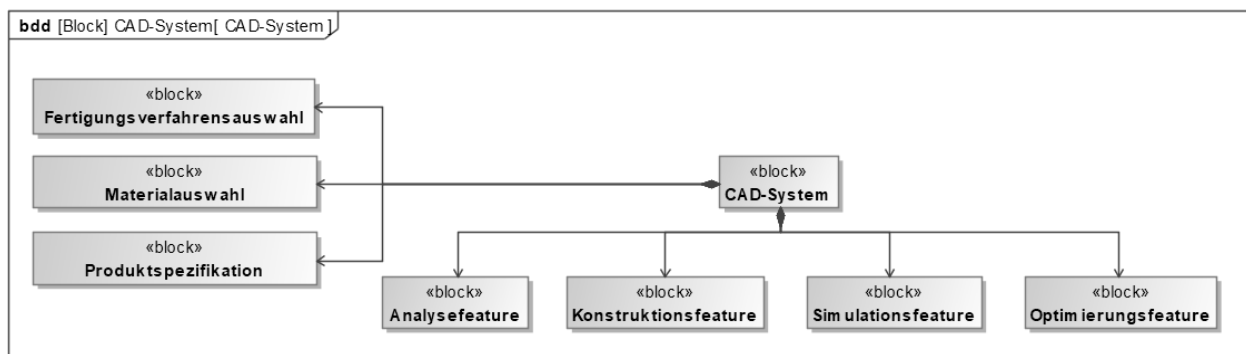 bdd [Block] CAD-System[ CAD-System ]
«block»
Fertigungsverfahrensauswahl
«block»
Materialauswahl
«block»
Produktspezifikation
«block»
CAD-System
«block»
Analysefeature
«block»
Konstruktionsfeature
«block»
Simulationsfeature
«block»
Optimierungsfeature